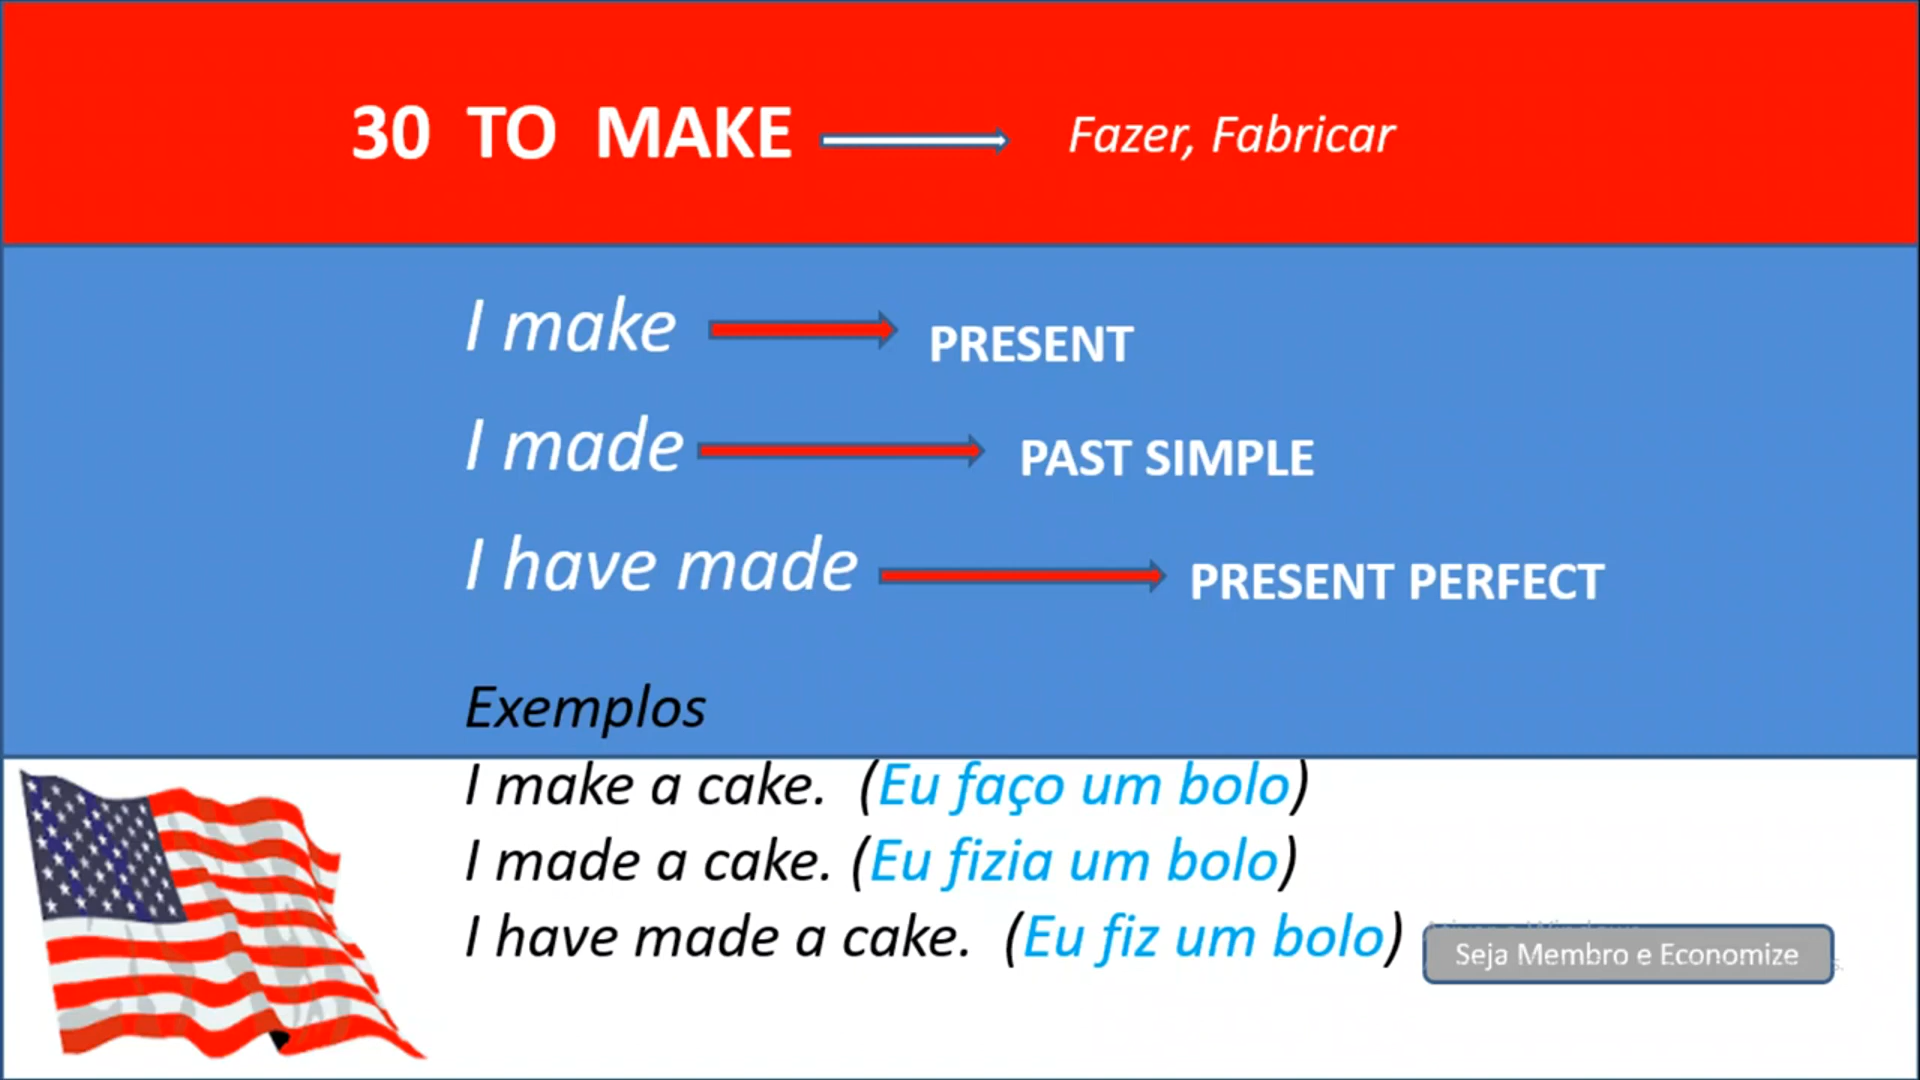 30 TO MAKE Fazer, Fabricar
I make PRESENT
I made PAST SIMPLE
I have made PRESENT PERFECT
Exemplos
I make a cake. (Eu faço um bolo)
I made a cake. (Eu fizia um bolo)
I have made a cake. (Eu fiz um bolo)
Seja Membro e Economize